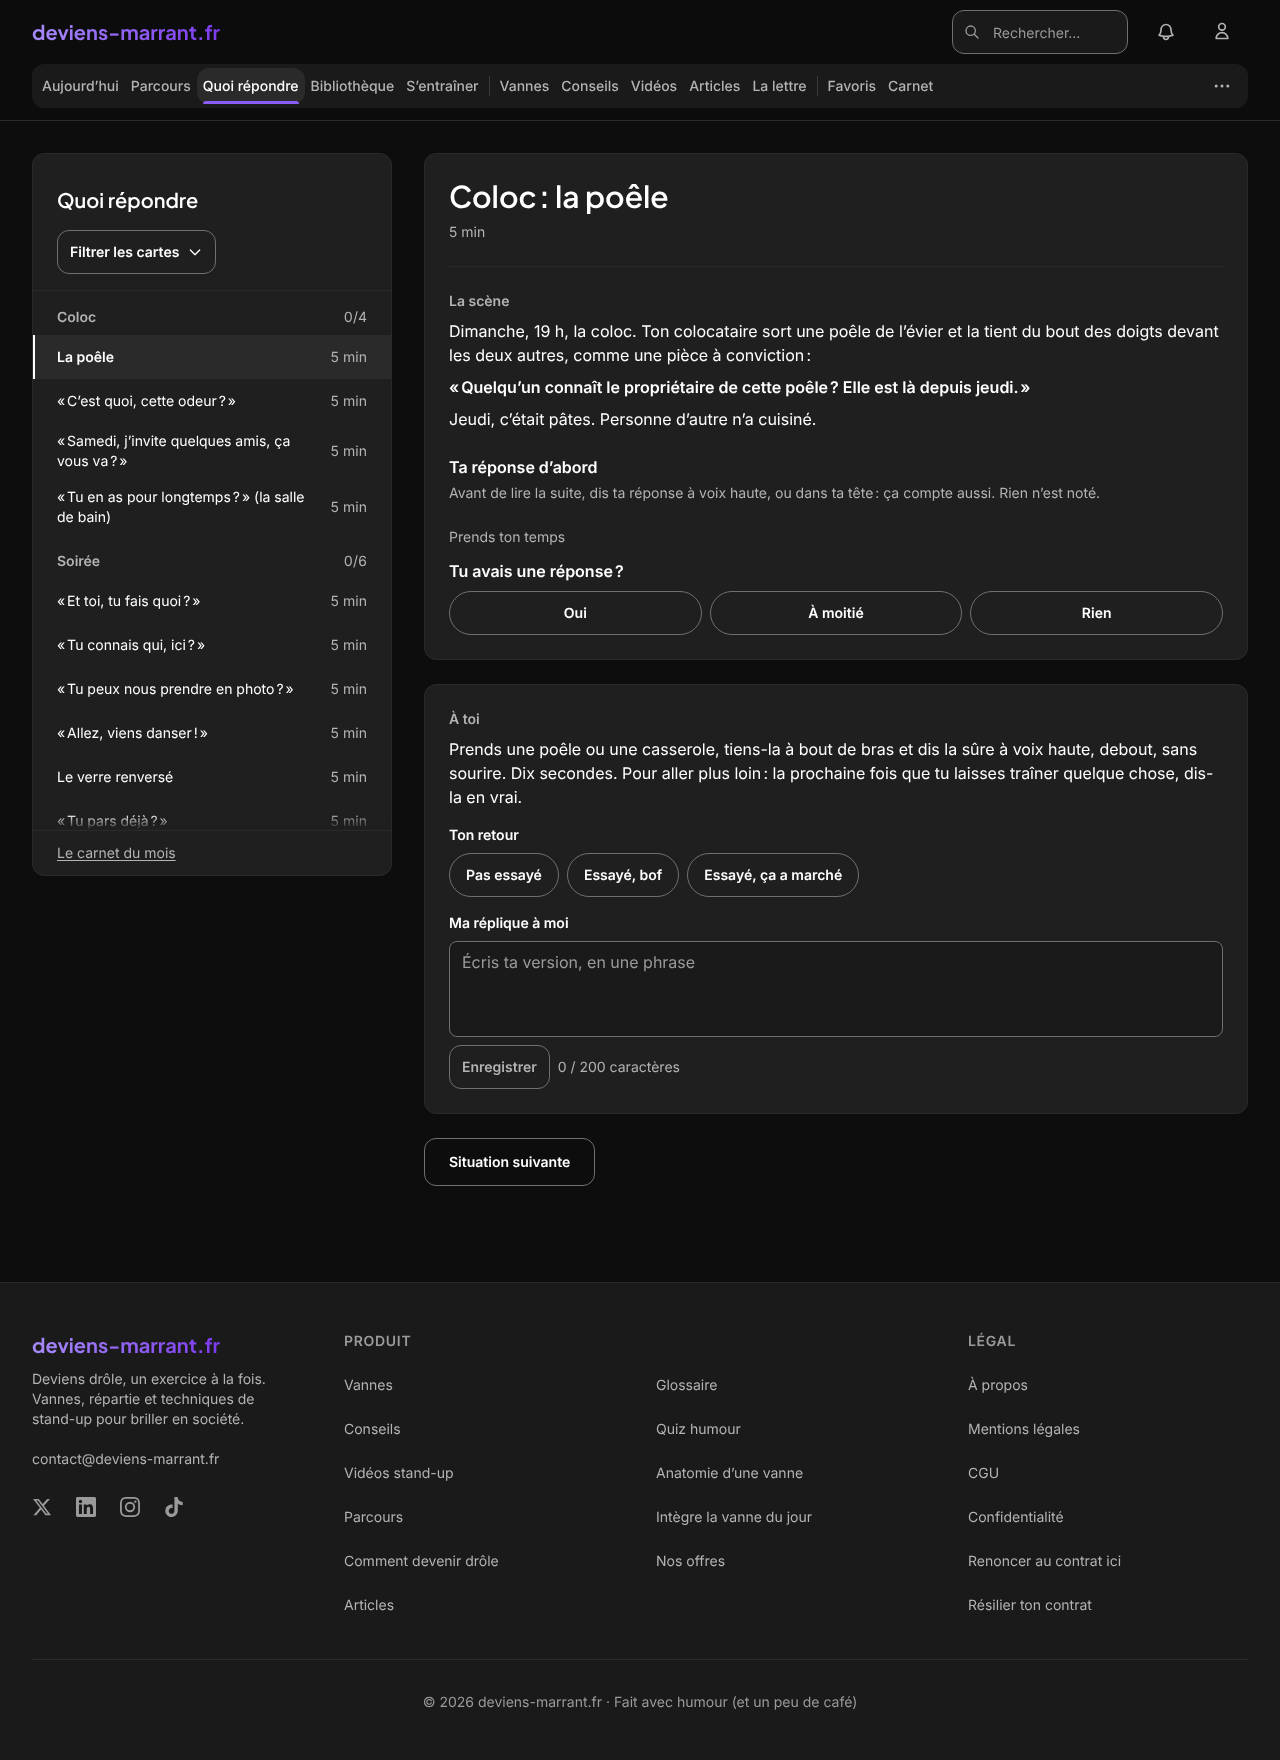 deviens-marrant.fr
Rechercher...
Aujourd’hui Parcours Quoi répondre Bibliothèque S’entraîner Vannes Conseils Vidéos Articles La lettre Favoris Carnet
Quoi répondre
Filtrer les cartes
Coloc 0/4
La poêle 5 min
« C’est quoi, cette odeur ? » 5 min
« Samedi, j’invite quelques amis, ça
vous va ? » 5 min
« Tu en as pour longtemps ? » (la salle
de bain) 5 min
Soirée 0/6
« Et toi, tu fais quoi ? » 5 min
« Tu connais qui, ici ? » 5 min
« Tu peux nous prendre en photo ? » 5 min
« Allez, viens danser ! » 5 min
Le verre renversé 5 min
« Tu pars déjà ? » 5 min
Le carnet du mois
Coloc : la poêle
5 min
La scène
Dimanche, 19 h, la coloc. Ton colocataire sort une poêle de l’évier et la tient du bout des doigts devant
les deux autres, comme une pièce à conviction :
« Quelqu’un connaît le propriétaire de cette poêle ? Elle est là depuis jeudi. »
Jeudi, c’était pâtes. Personne d’autre n’a cuisiné.
Ta réponse d’abord
Avant de lire la suite, dis ta réponse à voix haute, ou dans ta tête : ça compte aussi. Rien n’est noté.
Prends ton temps
Tu avais une réponse ?
Oui À moitié Rien
À toi
Prends une poêle ou une casserole, tiens-la à bout de bras et dis la sûre à voix haute, debout, sans
sourire. Dix secondes. Pour aller plus loin : la prochaine fois que tu laisses traîner quelque chose, dis-
la en vrai.
Ton retour
Pas essayé Essayé, bof Essayé, ça a marché
Ma réplique à moi
Écris ta version, en une phrase
Enregistrer 0 / 200 caractères
Situation suivante
deviens-marrant.fr
Deviens drôle, un exercice à la fois.
Vannes, répartie et techniques de
stand-up pour briller en société.
contact@deviens-marrant.fr
PRODUIT
Vannes
Conseils
Vidéos stand-up
Parcours
Comment devenir drôle
Articles
Glossaire
Quiz humour
Anatomie d’une vanne
Intègre la vanne du jour
Nos offres
LÉGAL
À propos
Mentions légales
CGU
Confidentialité
Renoncer au contrat ici
Résilier ton contrat
© 2026 deviens-marrant.fr · Fait avec humour (et un peu de café)